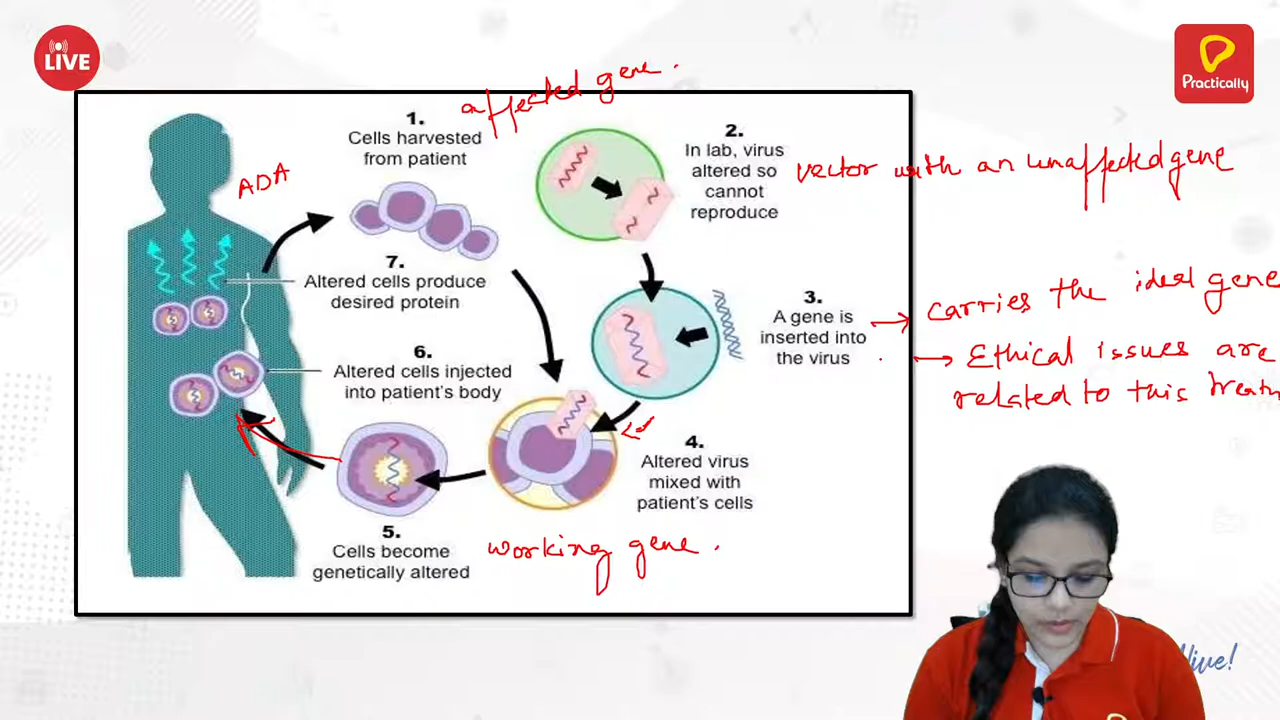 LIVE
Practically
affected gene.
1.
Cells harvested
from patient
2.
In lab, virus
altered so
cannot
reproduce
vector with an unaffected gene
ADA
7.
Altered cells produce
desired protein
3.
A gene is
inserted into
the virus
carries the ideal gene
Ethical issues are
related to this treatm
6.
Altered cells injected
into patient's body
4.
Altered virus
mixed with
patient's cells
5.
Cells become
genetically altered
working gene.